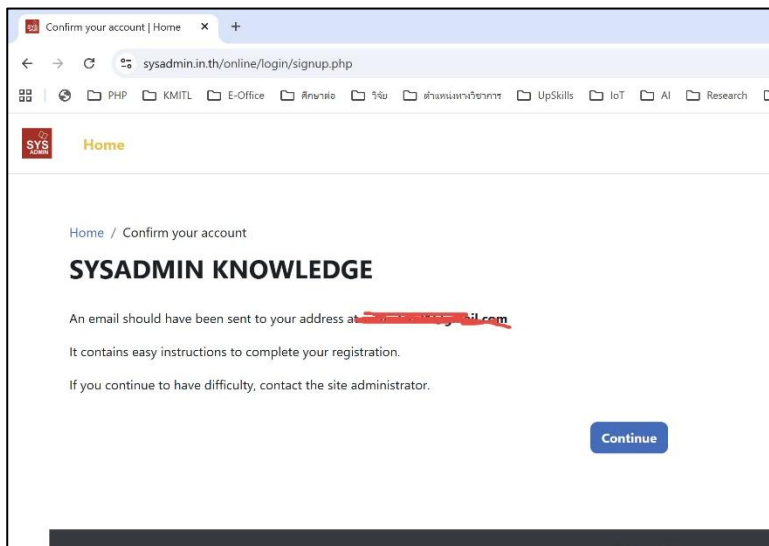 Confirm your account | Home
sysadmin.in.th/online/login/signup.php
PHP KMITL E-Office ศึกษาต่อ วิจัย ตำแหน่งทางวิชาการ UpSkills IoT AI Research
SYS
ADMIN
Home
Home / Confirm your account
SYSADMIN KNOWLEDGE
An email should have been sent to your address at
It contains easy instructions to complete your registration.
If you continue to have difficulty, contact the site administrator.
Continue